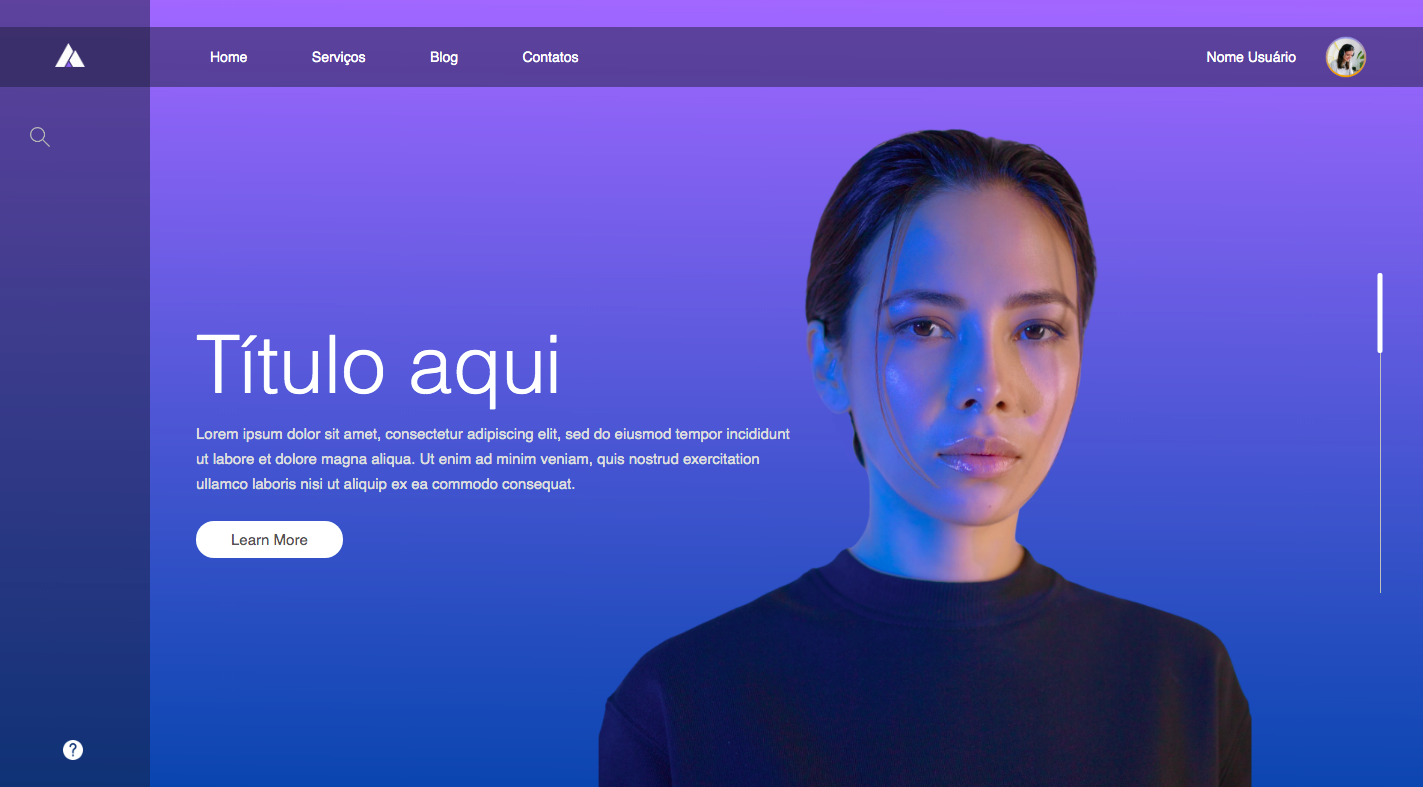 Home Serviços Blog Contatos Nome Usuário
Título aqui
Lorem ipsum dolor sit amet, consectetur adipiscing elit, sed do eiusmod tempor incididunt
ut labore et dolore magna aliqua. Ut enim ad minim veniam, quis nostrud exercitation
ullamco laboris nisi ut aliquip ex ea commodo consequat.
Learn More
?